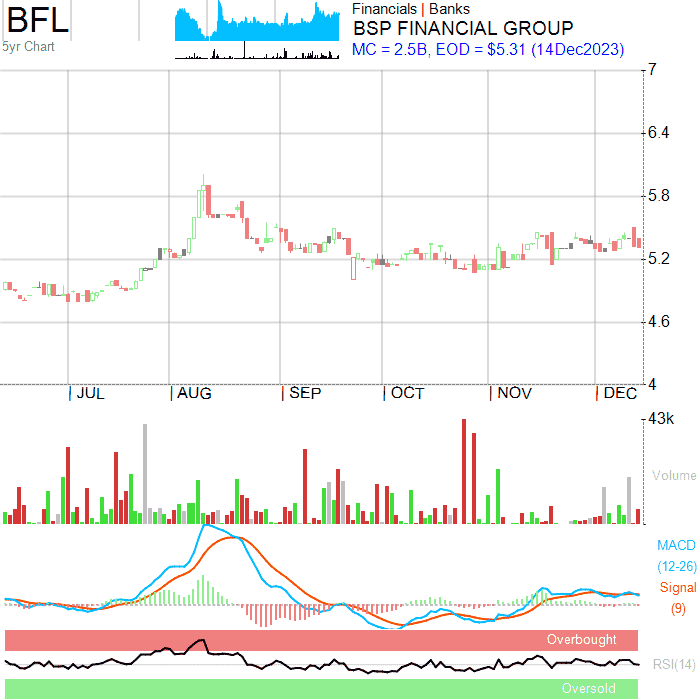 BFL
5yr Chart
Financials | Banks
BSP FINANCIAL GROUP
MC = 2.5B, EOD = $5.31 (14Dec2023)
7
6.4
5.8
5.2
4.6
4
JUL AUG SEP OCT NOV DEC
43k
Volume
MACD
(12-26)
Signal
(9)
Overbought
RSI(14)
Oversold